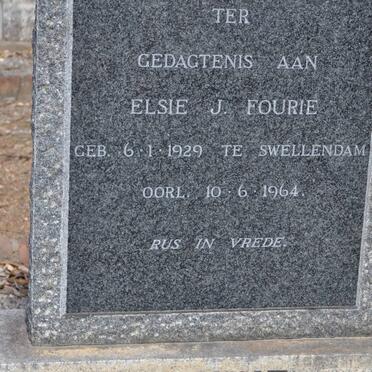 TER
GEDAGTENIS AAN
ELSIE J. FOURIE
GEB. 6·1·1929 TE SWELLENDAM
OORL. 10·6·1964.
RUS IN VREDE.